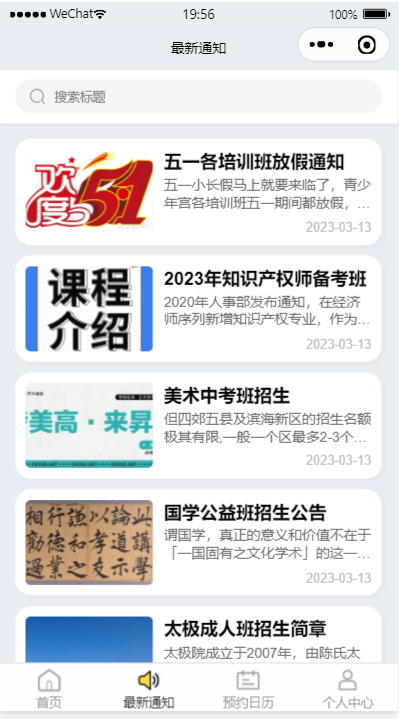 WeChat 19:56 100%
最新通知
搜索标题
欢度5.1
五一各培训班放假通知
五一小长假马上就要来临了，青少
年宫各培训班五一期间都放假，...
2023-03-13
课程
介绍
2023年知识产权师备考班
2020年人事部发布通知，在经济
师序列新增知识产权专业，作为...
2023-03-13
美高·来昇
美术中考班招生
但四郊五县及滨海新区的招生名额
极其有限,一般一个区最多2-3个...
2023-03-13
相行謙以論此
勸德和孝道講
過業之友示學
国学公益班招生公告
谓国学，真正的意义和价值不在于
「一国固有之文化学术」的这一...
2023-03-13
太极成人班招生简章
太极院成立于2007年，由陈氏太
首页 最新通知 预约日历 个人中心